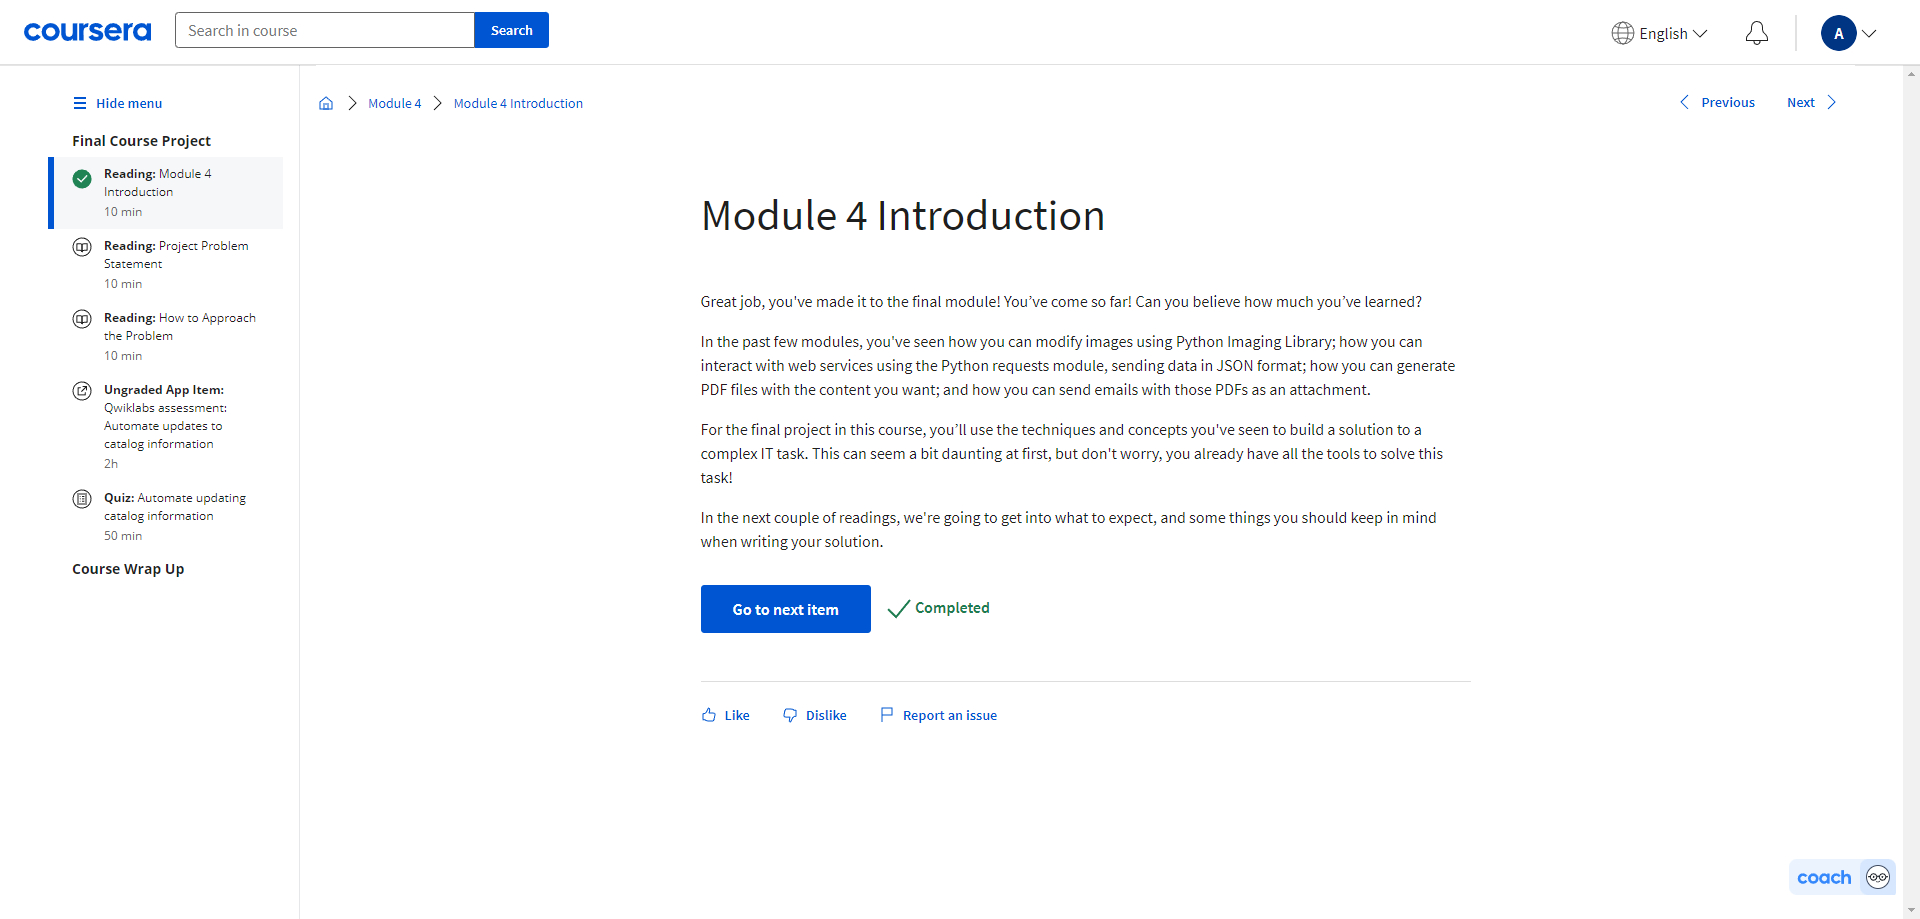 coursera
Search in course
Search
English
A
Hide menu
Module 4
Module 4 Introduction
Previous
Next
Final Course Project
Reading: Module 4
Introduction
10 min
Reading: Project Problem
Statement
10 min
Reading: How to Approach
the Problem
10 min
Ungraded App Item:
Qwiklabs assessment:
Automate updates to
catalog information
2h
Quiz: Automate updating
catalog information
50 min
Course Wrap Up
Module 4 Introduction
Great job, you've made it to the final module! You’ve come so far! Can you believe how much you’ve learned?
In the past few modules, you've seen how you can modify images using Python Imaging Library; how you can
interact with web services using the Python requests module, sending data in JSON format; how you can generate
PDF files with the content you want; and how you can send emails with those PDFs as an attachment.
For the final project in this course, you’ll use the techniques and concepts you've seen to build a solution to a
complex IT task. This can seem a bit daunting at first, but don't worry, you already have all the tools to solve this
task!
In the next couple of readings, we're going to get into what to expect, and some things you should keep in mind
when writing your solution.
Go to next item
Completed
Like
Dislike
Report an issue
coach